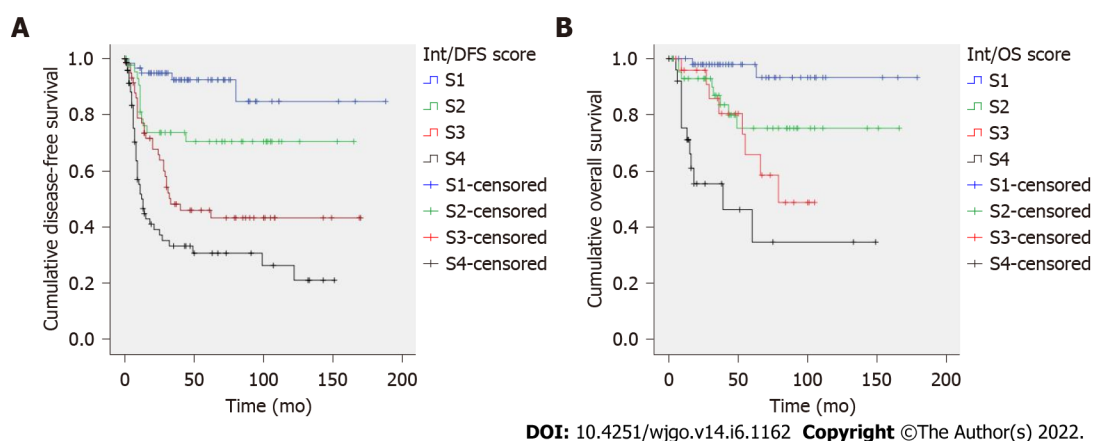 A
Cumulative disease-free survival
1.0
0.8
0.6
0.4
0.2
0.0
0
50
100
150
200
Time (mo)
Int/DFS score
S1
S2
S3
S4
S1-censored
S2-censored
S3-censored
S4-censored
B
Cumulative overall survival
1.0
0.8
0.6
0.4
0.2
0.0
0
50
100
150
200
Time (mo)
Int/OS score
S1
S2
S3
S4
S1-censored
S2-censored
S3-censored
S4-censored
DOI: 10.4251/wjgo.v14.i6.1162 Copyright ©The Author(s) 2022.